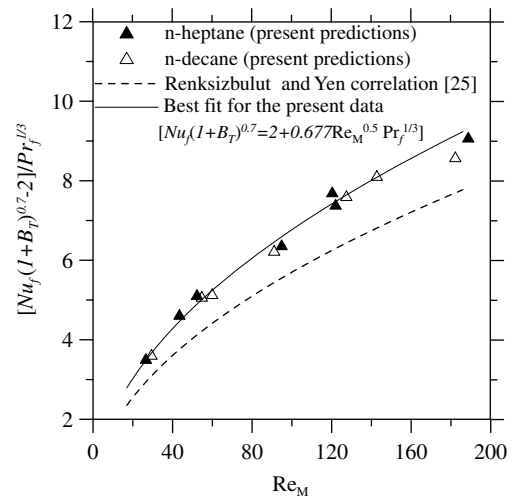 12
10
8
6
4
2
0
40
80
120
160
200
[Nu_f(1+B_T)^0.7-2]/Pr_f^1/3
Re_M
n-heptane (present predictions)
n-decane (present predictions)
Renksizbulut and Yen correlation [25]
Best fit for the present data
[Nu_f(1+B_T)^0.7=2+0.677Re_M^0.5 Pr_f^1/3]